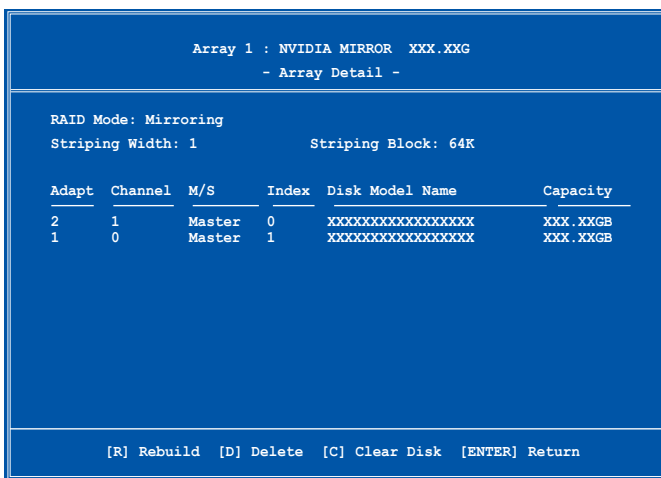 Array 1 : NVIDIA MIRROR XXX.XXG
- Array Detail -
RAID Mode: Mirroring
Striping Width: 1 Striping Block: 64K
Adapt Channel M/S Index Disk Model Name Capacity
2 1 Master 0 XXXXXXXXXXXXXXXXX XXX.XXGB
1 0 Master 1 XXXXXXXXXXXXXXXXX XXX.XXGB
[R] Rebuild [D] Delete [C] Clear Disk [ENTER] Return